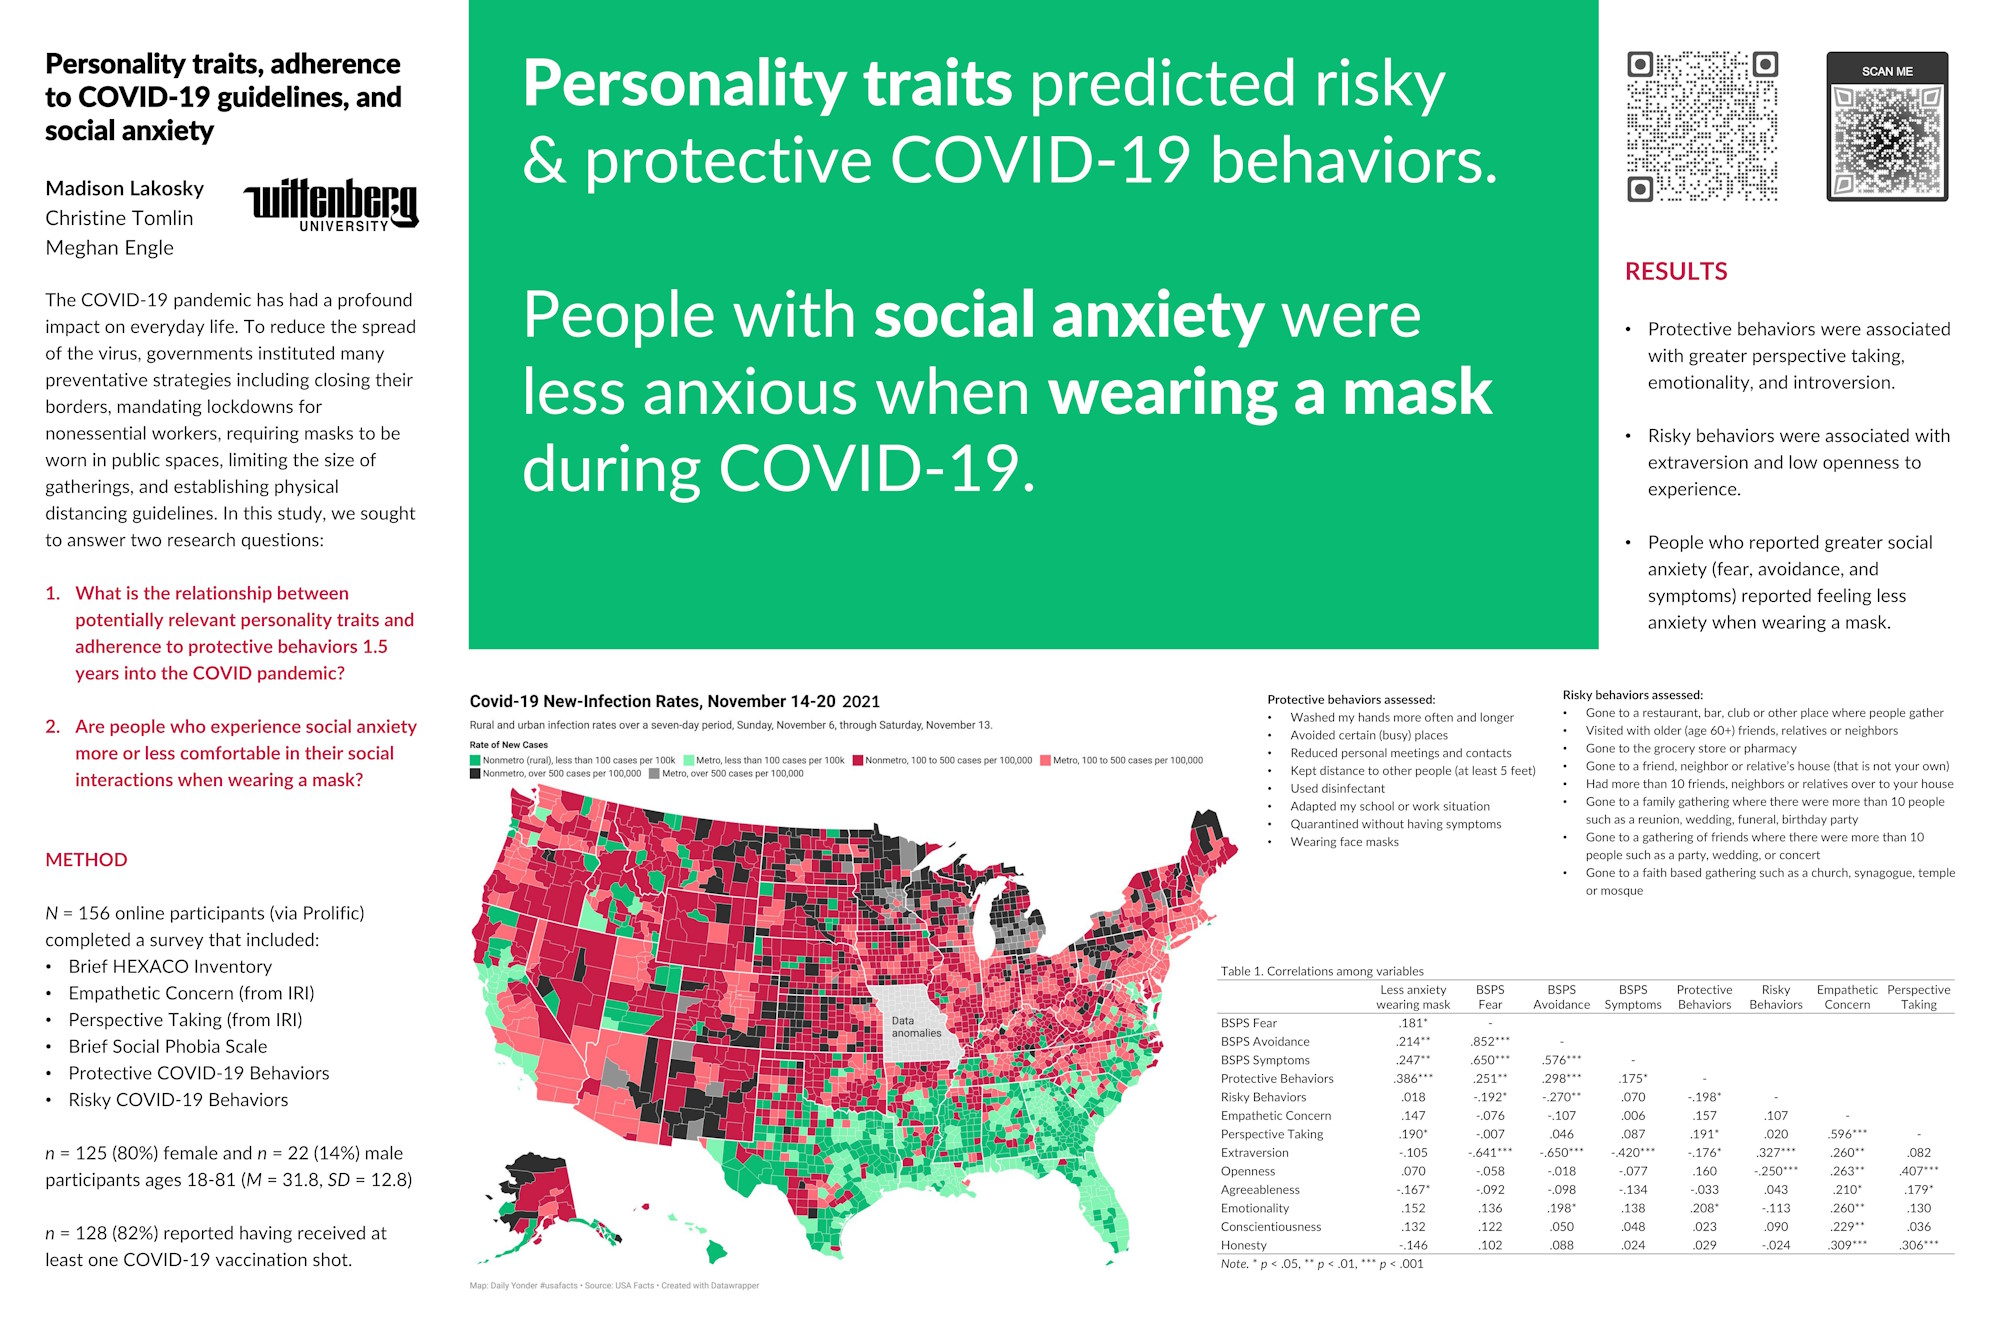 Personality traits, adherence
to COVID-19 guidelines, and
social anxiety
Madison Lakosky
Christine Tomlin
Meghan Engle
wittenberg
UNIVERSITY
The COVID-19 pandemic has had a profound
impact on everyday life. To reduce the spread
of the virus, governments instituted many
preventative strategies including closing their
borders, mandating lockdowns for
nonessential workers, requiring masks to be
worn in public spaces, limiting the size of
gatherings, and establishing physical
distancing guidelines. In this study, we sought
to answer two research questions:
1. What is the relationship between
potentially relevant personality traits and
adherence to protective behaviors 1.5
years into the COVID pandemic?
2. Are people who experience social anxiety
more or less comfortable in their social
interactions when wearing a mask?
METHOD
N = 156 online participants (via Prolific)
completed a survey that included:
• Brief HEXACO Inventory
• Empathetic Concern (from IRI)
• Perspective Taking (from IRI)
• Brief Social Phobia Scale
• Protective COVID-19 Behaviors
• Risky COVID-19 Behaviors
n = 125 (80%) female and n = 22 (14%) male
participants ages 18-81 (M = 31.8, SD = 12.8)
n = 128 (82%) reported having received at
least one COVID-19 vaccination shot.
Personality traits predicted risky
& protective COVID-19 behaviors.
People with social anxiety were
less anxious when wearing a mask
during COVID-19.
SCAN ME
RESULTS
• Protective behaviors were associated
with greater perspective taking,
emotionality, and introversion.
• Risky behaviors were associated with
extraversion and low openness to
experience.
• People who reported greater social
anxiety (fear, avoidance, and
symptoms) reported feeling less
anxiety when wearing a mask.
Covid-19 New-Infection Rates, November 14-20 2021
Rural and urban infection rates over a seven-day period, Sunday, November 6, through Saturday, November 13.
Rate of New Cases
Nonmetro (rural), less than 100 cases per 100k Metro, less than 100 cases per 100k Nonmetro, 100 to 500 cases per 100,000 Metro, 100 to 500 cases per 100,000
Nonmetro, over 500 cases per 100,000 Metro, over 500 cases per 100,000
Data
anomalies
Map: Daily Yonder #usafacts • Source: USA Facts • Created with Datawrapper
Protective behaviors assessed:
• Washed my hands more often and longer
• Avoided certain (busy) places
• Reduced personal meetings and contacts
• Kept distance to other people (at least 5 feet)
• Used disinfectant
• Adapted my school or work situation
• Quarantined without having symptoms
• Wearing face masks
Risky behaviors assessed:
• Gone to a restaurant, bar, club or other place where people gather
• Visited with older (age 60+) friends, relatives or neighbors
• Gone to the grocery store or pharmacy
• Gone to a friend, neighbor or relative's house (that is not your own)
• Had more than 10 friends, neighbors or relatives over to your house
• Gone to a family gathering where there were more than 10 people
such as a reunion, wedding, funeral, birthday party
• Gone to a gathering of friends where there were more than 10
people such as a party, wedding, or concert
• Gone to a faith based gathering such as a church, synagogue, temple
or mosque
Table 1. Correlations among variables
Less anxiety BSPS BSPS BSPS Protective Risky Empathetic Perspective
wearing mask Fear Avoidance Symptoms Behaviors Behaviors Concern Taking
BSPS Fear .181* -
BSPS Avoidance .214** .852*** -
BSPS Symptoms .247** .650*** .576*** -
Protective Behaviors .386*** .251** .298*** .175* -
Risky Behaviors .018 -.192* -.270** .070 -.198* -
Empathetic Concern .147 -.076 -.107 .006 .157 .107 -
Perspective Taking .190* -.007 .046 .087 .191* .020 .596*** -
Extraversion -.105 -.641*** -.650*** -.420*** -.176* .327*** .260** .082
Openness .070 -.058 -.018 -.077 .160 -.250*** .263** .407***
Agreeableness -.167* -.092 -.098 -.134 -.033 .043 .210* .179*
Emotionality .152 .136 .198* .138 .208* -.113 .260** .130
Conscientiousness .132 .122 .050 .048 .023 .090 .229** .036
Honesty -.146 .102 .088 .024 .029 -.024 .309*** .306***
Note. * p < .05, ** p < .01, *** p < .001